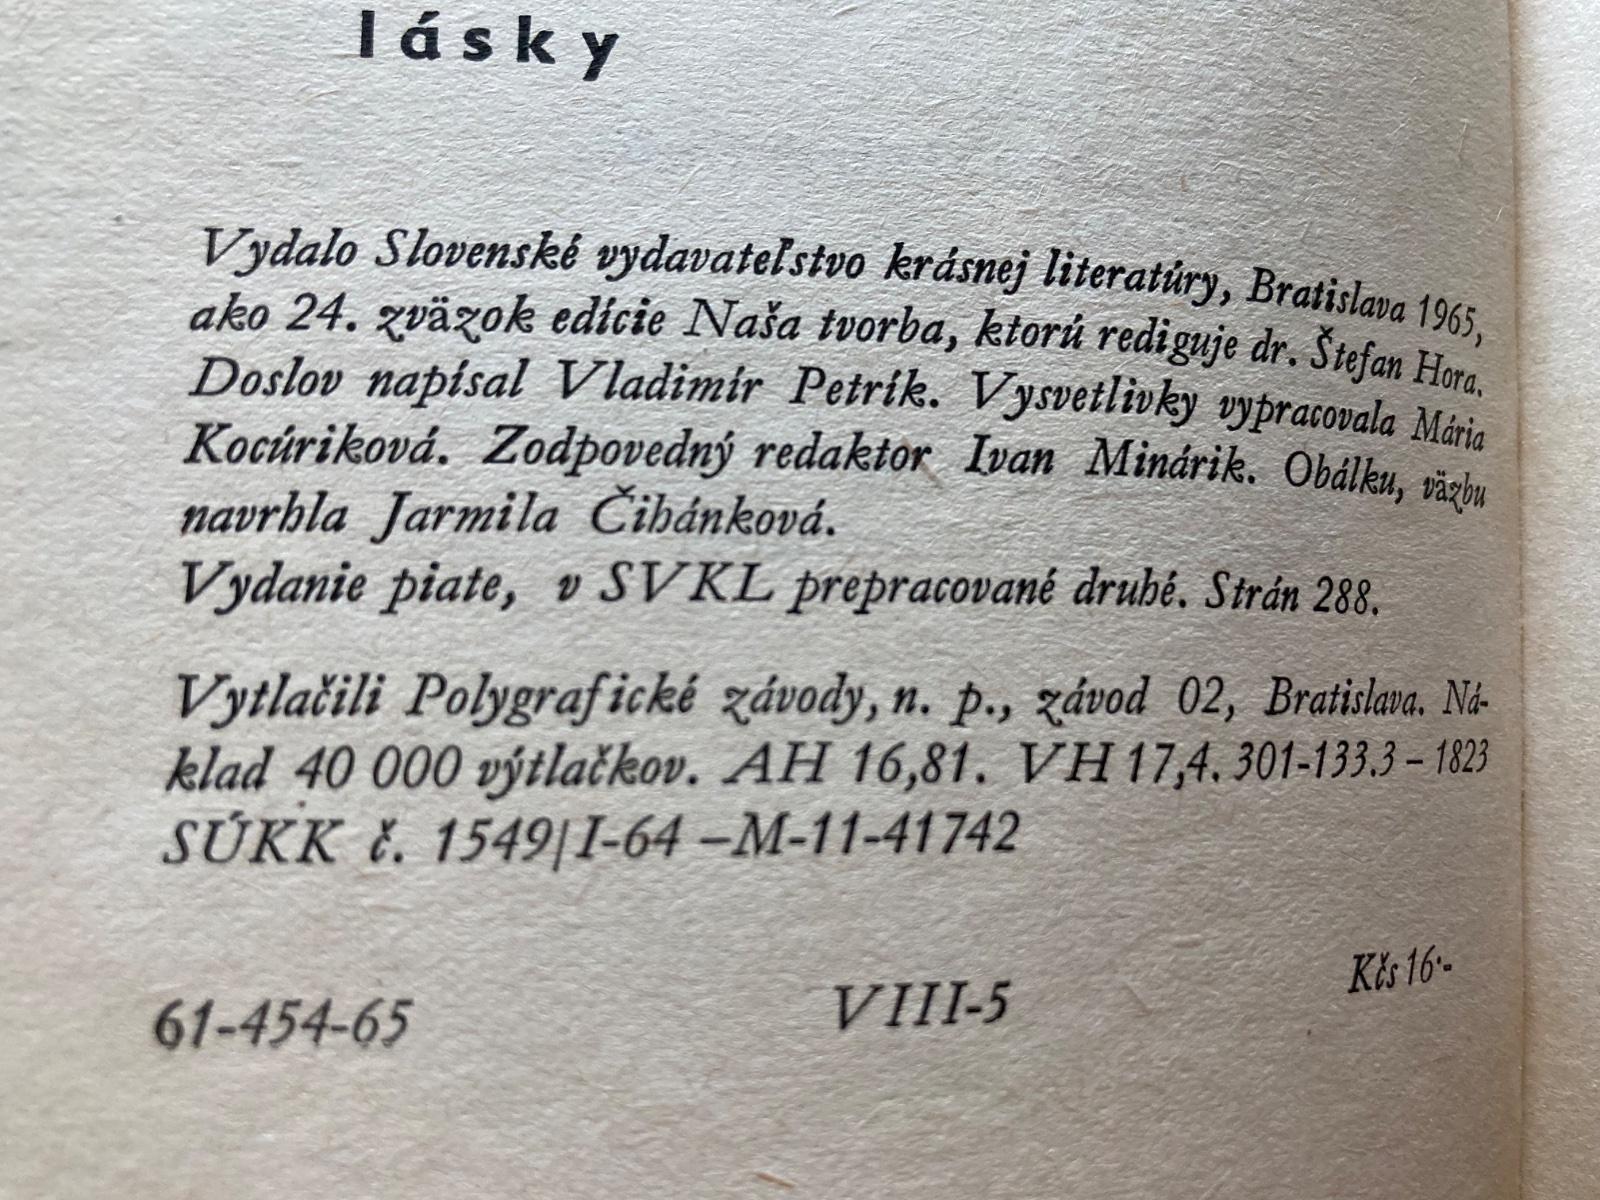 lásky
Vydalo Slovenské vydavateľstvo krásnej literatúry, Bratislava 1965,
ako 24. zväzok edície Naša tvorba, ktorú rediguje dr. Štefan Hora.
Doslov napísal Vladimír Petrík. Vysvetlivky vypracovala Mária
Kocúriková. Zodpovedný redaktor Ivan Minárik. Obálku, väzbu
navrhla Jarmila Čihánková.
Vydanie piate, v SVKL prepracované druhé. Strán 288.
Vytlačili Polygrafické závody, n. p., závod 02, Bratislava. Ná-
klad 40 000 výtlačkov. AH 16,81. VH 17,4. 301-133.3 – 1823
SÚKK č. 1549/I-64 –M-11-41742
61-454-65 VIII-5 Kčs 16·-